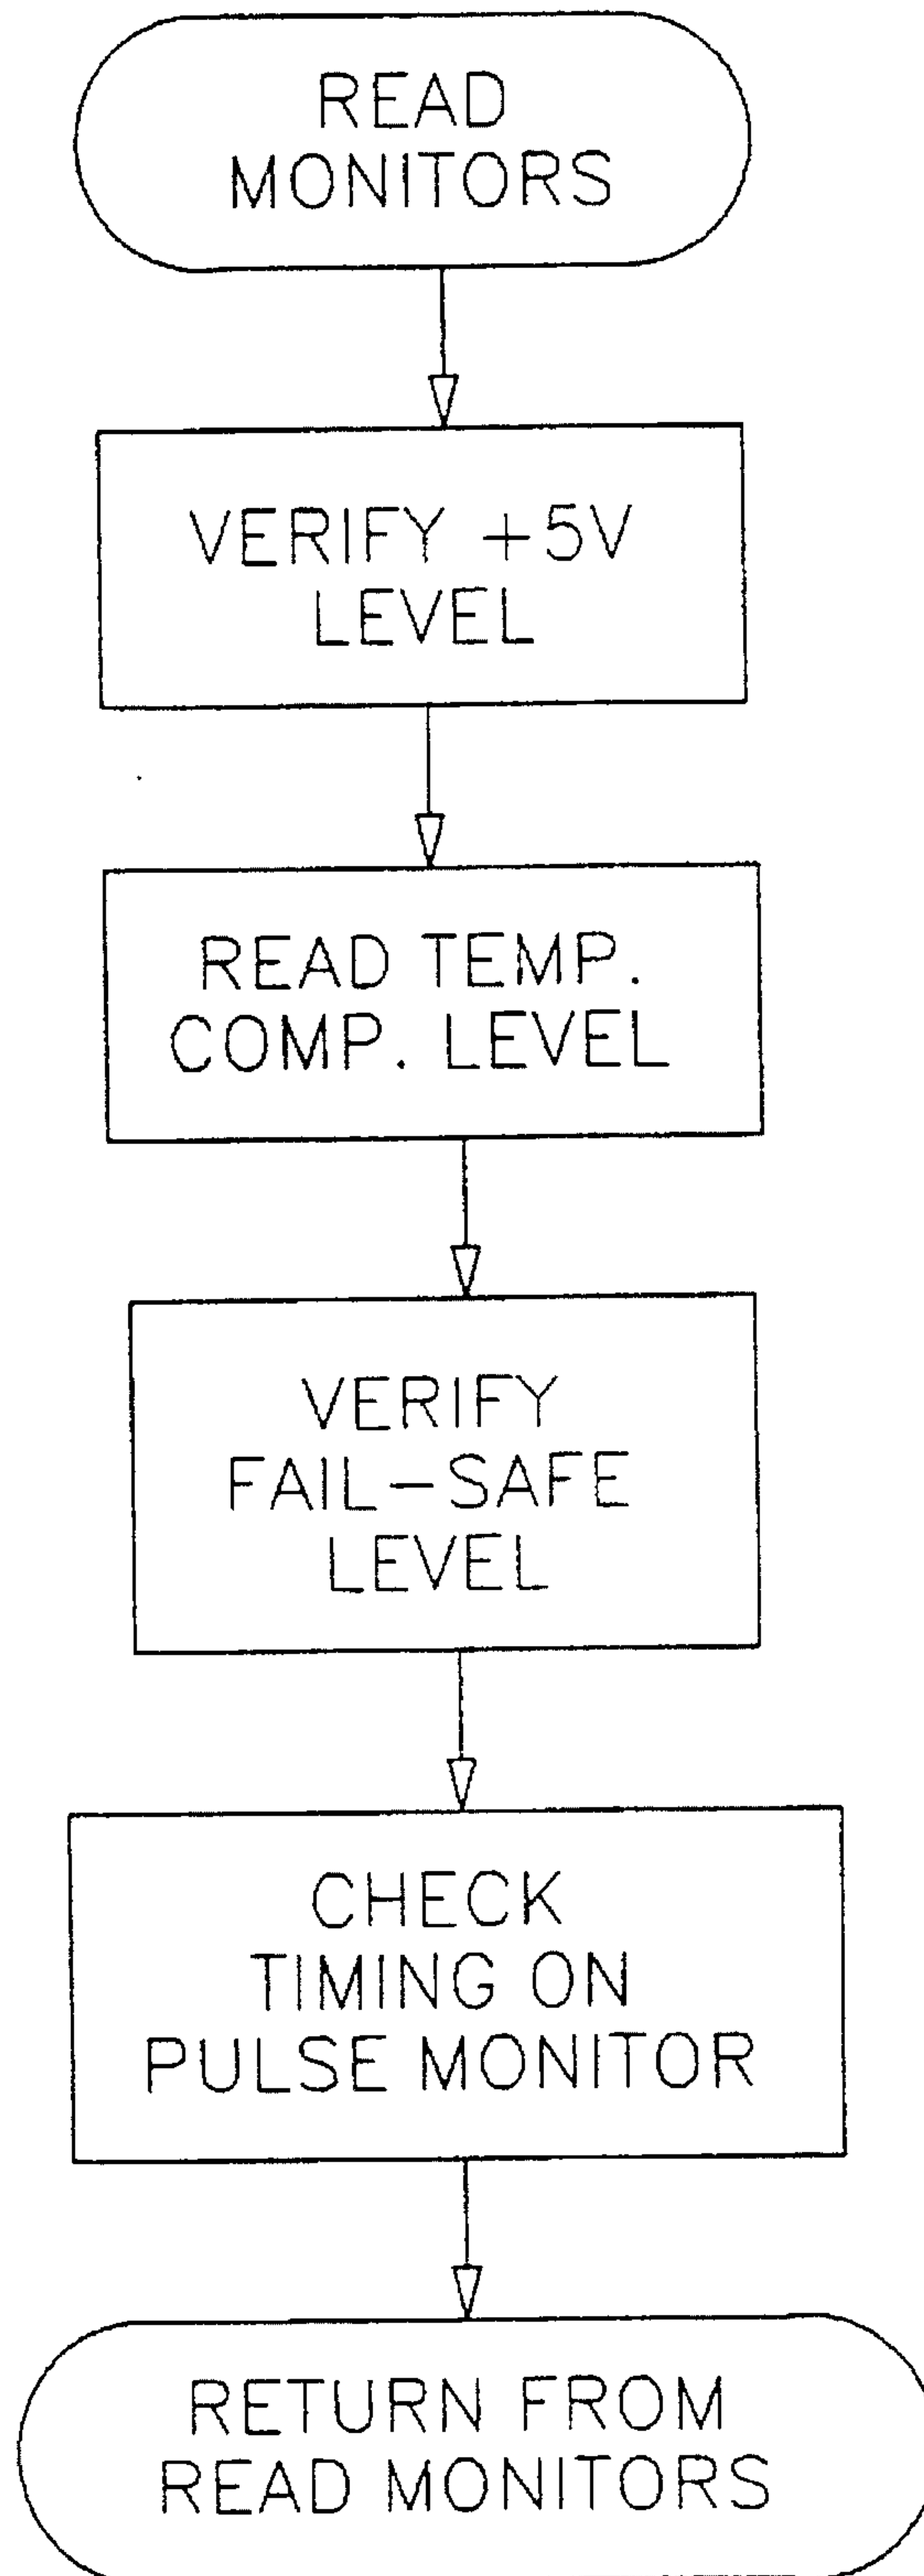 READ
MONITORS
VERIFY +5V
LEVEL
READ TEMP.
COMP. LEVEL
VERIFY
FAIL-SAFE
LEVEL
CHECK
TIMING ON
PULSE MONITOR
RETURN FROM
READ MONITORS